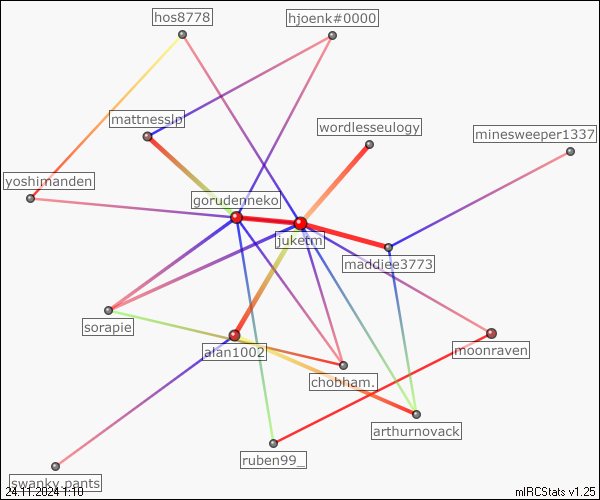 hos8778
hjoenk#0000
mattnesslp
wordlesseulogy
minesweeper1337
yoshimanden
gorudenneko
juketm
maddiee3773
sorapie
alan1002
moonraven
chobham.
arthurnovack
ruben99_
swanky.pants
24.11.2024 1:10
mIRCStats v1.25